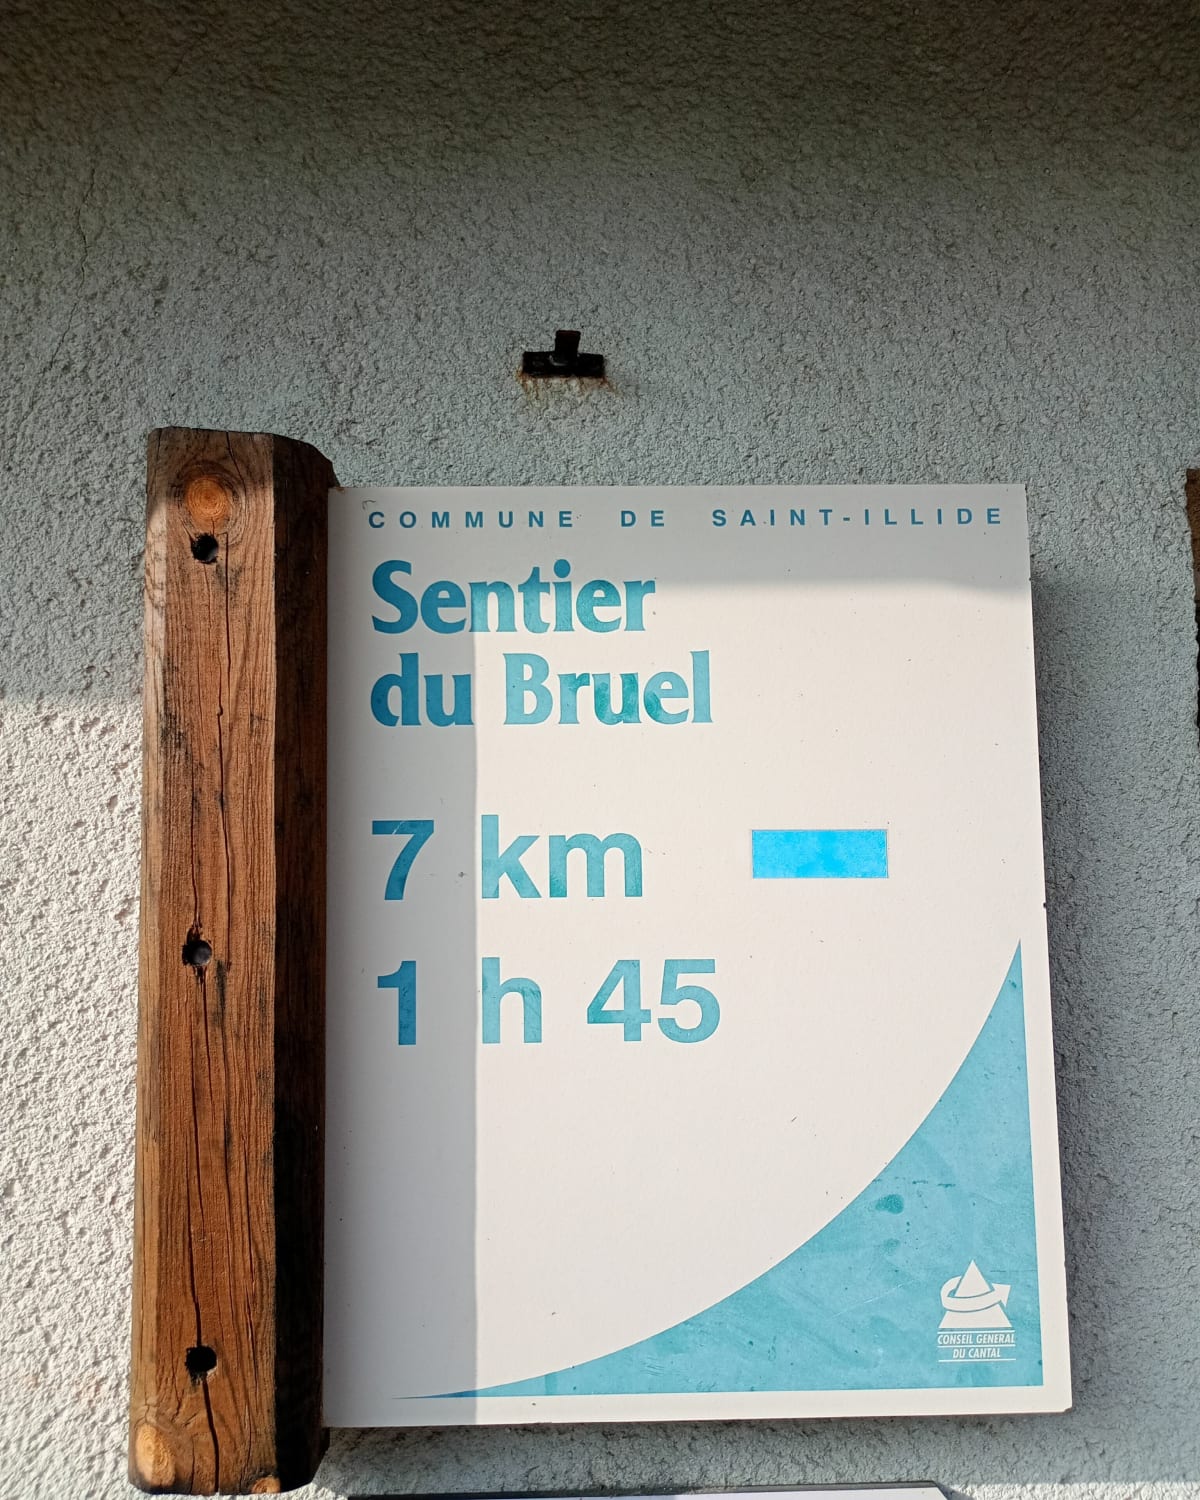 COMMUNE DE SAINT-ILLIDE
Sentier
du Bruel
7 km
1 h 45
CONSEIL GENERAL
DU CANTAL